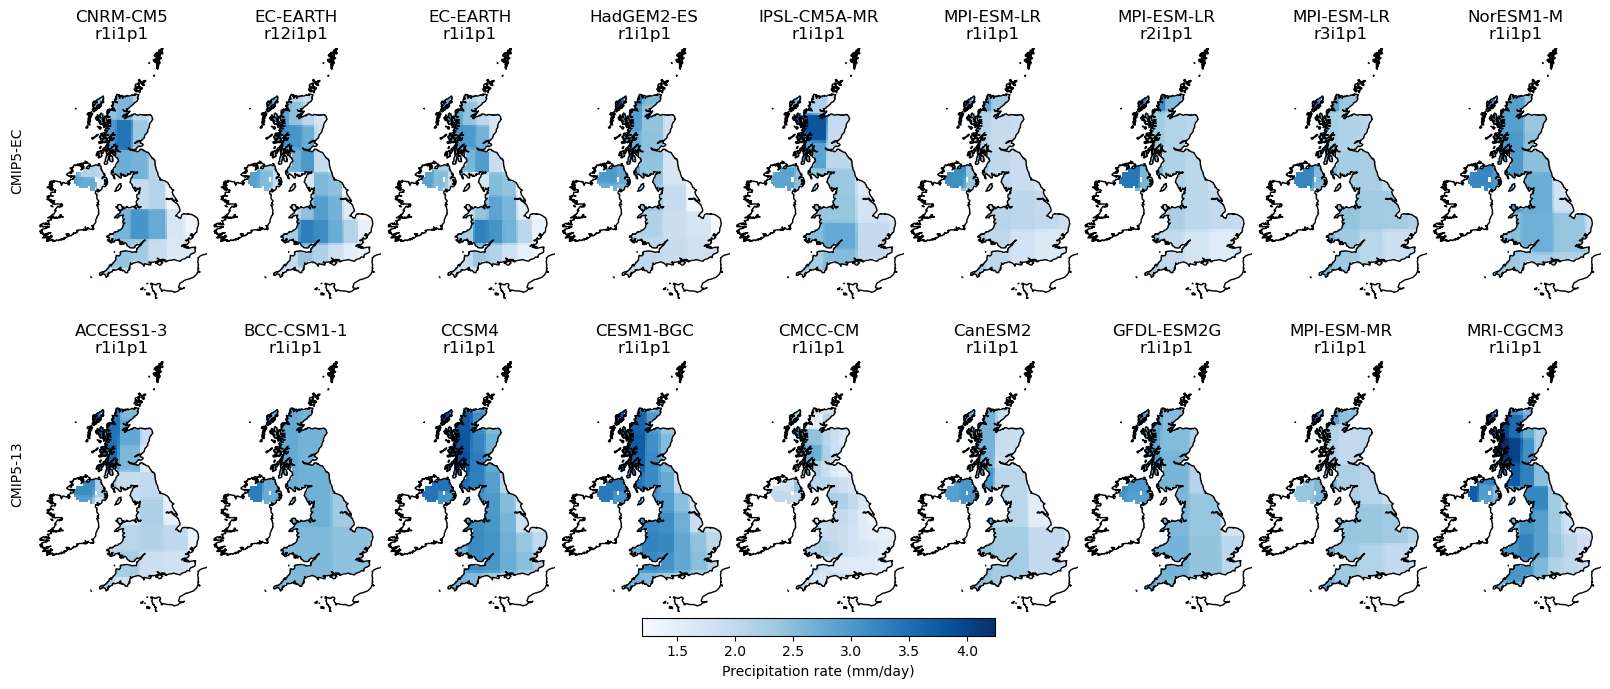 CNRM-CM5 EC-EARTH EC-EARTH HadGEM2-ES IPSL-CM5A-MR MPI-ESM-LR MPI-ESM-LR MPI-ESM-LR NorESM1-M
r1i1p1 r12i1p1 r1i1p1 r1i1p1 r1i1p1 r1i1p1 r2i1p1 r3i1p1 r1i1p1
CMIP5-EC
ACCESS1-3 BCC-CSM1-1 CCSM4 CESM1-BGC CMCC-CM CanESM2 GFDL-ESM2G MPI-ESM-MR MRI-CGCM3
r1i1p1 r1i1p1 r1i1p1 r1i1p1 r1i1p1 r1i1p1 r1i1p1 r1i1p1 r1i1p1
CMIP5-13
1.5 2.0 2.5 3.0 3.5 4.0
Precipitation rate (mm/day)